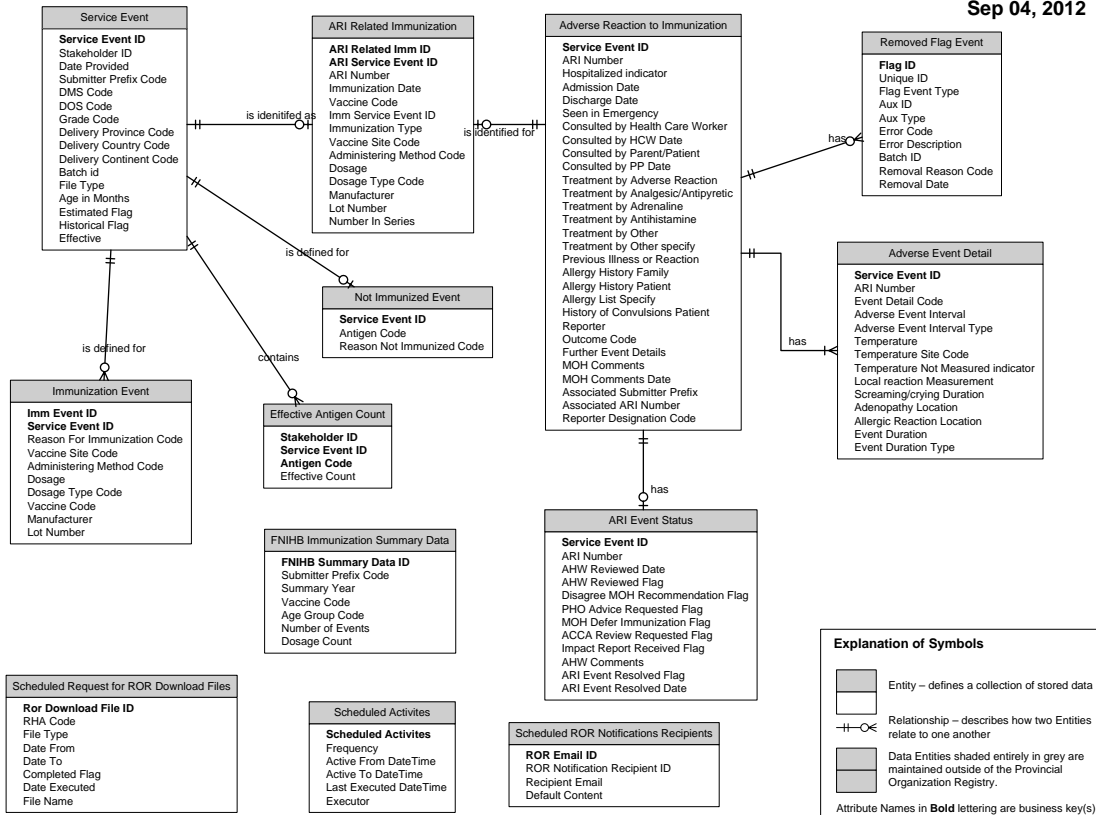 Sep 04, 2012
Service Event
Service Event ID
Stakeholder ID
Date Provided
Submitter Prefix Code
DMS Code
DOS Code
Grade Code
Delivery Province Code
Delivery Country Code
Delivery Continent Code
Batch id
File Type
Age in Months
Estimated Flag
Historical Flag
Effective
is idenitifed as
ARI Related Immunization
ARI Related Imm ID
ARI Service Event ID
ARI Number
Immunization Date
Vaccine Code
Imm Service Event ID
Immunization Type
Vaccine Site Code
Administering Method Code
Dosage
Dosage Type Code
Manufacturer
Lot Number
Number In Series
is identified for
Adverse Reaction to Immunization
Service Event ID
ARI Number
Hospitalized indicator
Admission Date
Discharge Date
Seen in Emergency
Consulted by Health Care Worker
Consulted by HCW Date
Consulted by Parent/Patient
Consulted by PP Date
Treatment by Adverse Reaction
Treatment by Analgesic/Antipyretic
Treatment by Adrenaline
Treatment by Antihistamine
Treatment by Other
Treatment by Other specify
Previous Illness or Reaction
Allergy History Family
Allergy History Patient
Allergy List Specify
History of Convulsions Patient
Reporter
Outcome Code
Further Event Details
MOH Comments
MOH Comments Date
Associated Submitter Prefix
Associated ARI Number
Reporter Designation Code
has
Removed Flag Event
Flag ID
Unique ID
Flag Event Type
Aux ID
Aux Type
Error Code
Error Description
Batch ID
Removal Reason Code
Removal Date
has
Adverse Event Detail
Service Event ID
ARI Number
Event Detail Code
Adverse Event Interval
Adverse Event Interval Type
Temperature
Temperature Site Code
Temperature Not Measured indicator
Local reaction Measurement
Screaming/crying Duration
Adenopathy Location
Allergic Reaction Location
Event Duration
Event Duration Type
is defined for
Not Immunized Event
Service Event ID
Antigen Code
Reason Not Immunized Code
is defined for
Immunization Event
Imm Event ID
Service Event ID
Reason For Immunization Code
Vaccine Site Code
Administering Method Code
Dosage
Dosage Type Code
Vaccine Code
Manufacturer
Lot Number
contains
Effective Antigen Count
Stakeholder ID
Service Event ID
Antigen Code
Effective Count
has
ARI Event Status
Service Event ID
ARI Number
AHW Reviewed Date
AHW Reviewed Flag
Disagree MOH Recommendation Flag
PHO Advice Requested Flag
MOH Defer Immunization Flag
ACCA Review Requested Flag
Impact Report Received Flag
AHW Comments
ARI Event Resolved Flag
ARI Event Resolved Date
FNIHB Immunization Summary Data
FNIHB Summary Data ID
Submitter Prefix Code
Summary Year
Vaccine Code
Age Group Code
Number of Events
Dosage Count
Scheduled Request for ROR Download Files
Ror Download File ID
RHA Code
File Type
Date From
Date To
Completed Flag
Date Executed
File Name
Scheduled Activites
Scheduled Activites
Frequency
Active From DateTime
Active To DateTime
Last Executed DateTime
Executor
Scheduled ROR Notifications Recipients
ROR Email ID
ROR Notification Recipient ID
Recipient Email
Default Content
Explanation of Symbols
Entity – defines a collection of stored data
Relationship – describes how two Entities
relate to one another
Data Entities shaded entirely in grey are
maintained outside of the Provincial
Organization Registry.
Attribute Names in Bold lettering are business key(s)